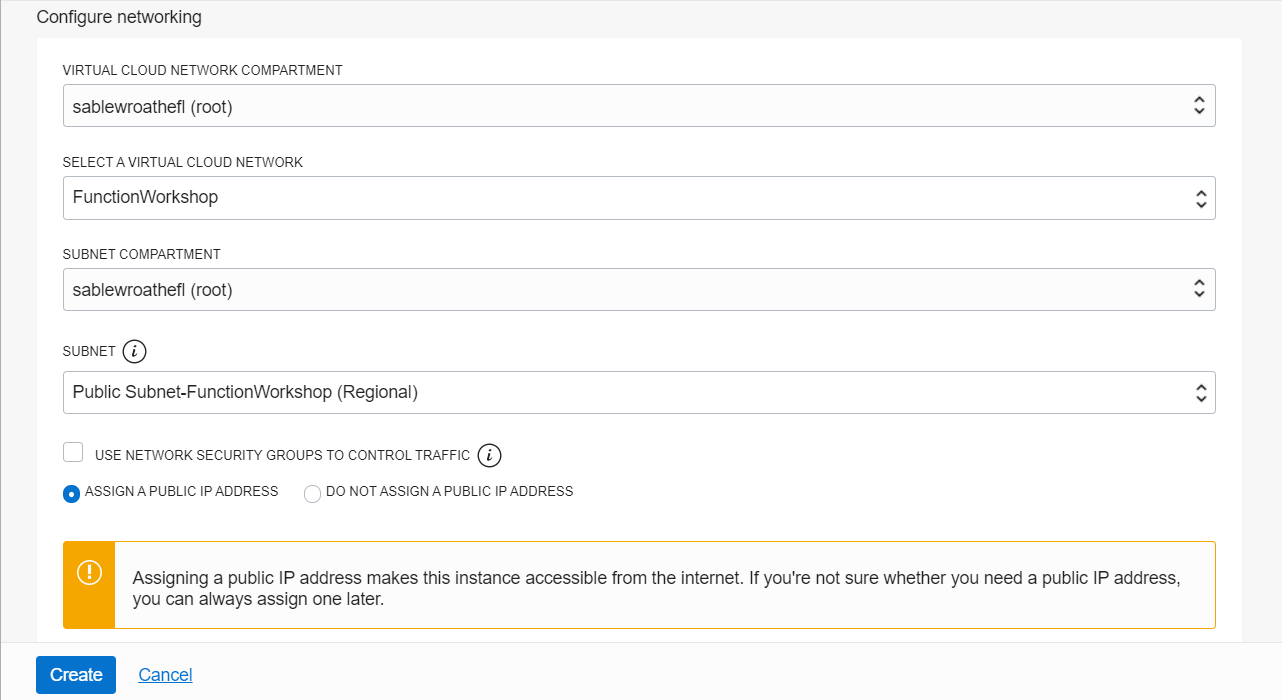 Configure networking
VIRTUAL CLOUD NETWORK COMPARTMENT
sablewroathefl (root)
SELECT A VIRTUAL CLOUD NETWORK
FunctionWorkshop
SUBNET COMPARTMENT
sablewroathefl (root)
SUBNET i
Public Subnet-FunctionWorkshop (Regional)
USE NETWORK SECURITY GROUPS TO CONTROL TRAFFIC i
ASSIGN A PUBLIC IP ADDRESS DO NOT ASSIGN A PUBLIC IP ADDRESS
! Assigning a public IP address makes this instance accessible from the internet. If you're not sure whether you need a public IP address,
you can always assign one later.
Create Cancel